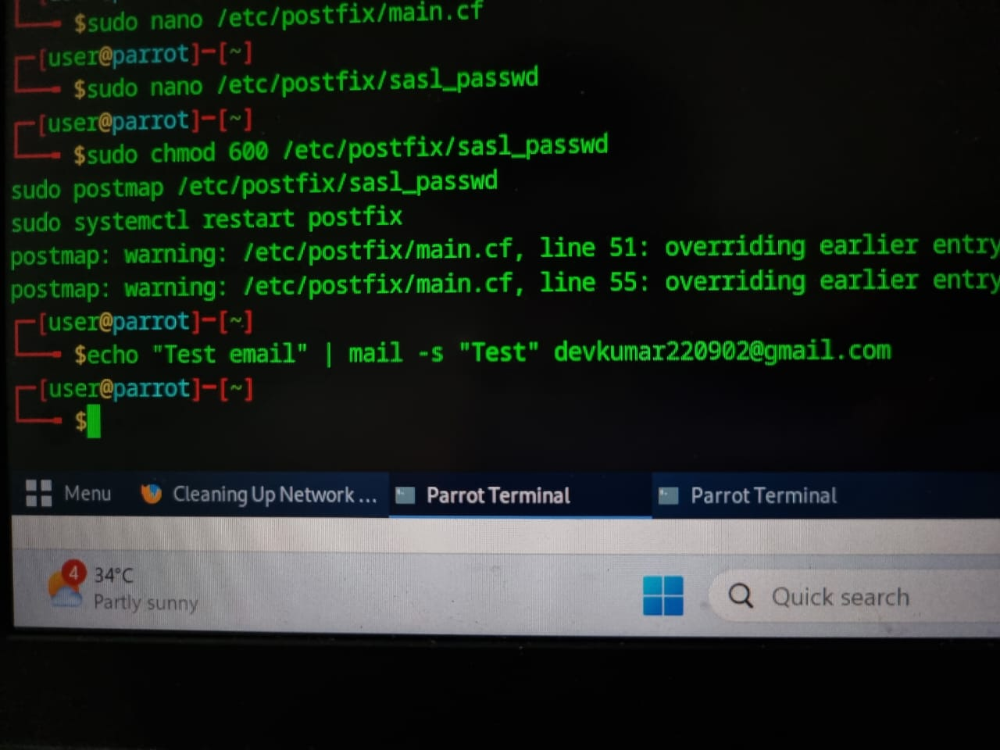 $sudo nano /etc/postfix/main.cf
[user@parrot]-[~]
$sudo nano /etc/postfix/sasl_passwd
[user@parrot]-[~]
$sudo chmod 600 /etc/postfix/sasl_passwd
sudo postmap /etc/postfix/sasl_passwd
sudo systemctl restart postfix
postmap: warning: /etc/postfix/main.cf, line 51: overriding earlier entry
postmap: warning: /etc/postfix/main.cf, line 55: overriding earlier entry
[user@parrot]-[~]
$echo "Test email" | mail -s "Test" devkumar220902@gmail.com
[user@parrot]-[~]
$
Menu Cleaning Up Network ... Parrot Terminal Parrot Terminal
4 34°C
Partly sunny
Quick search